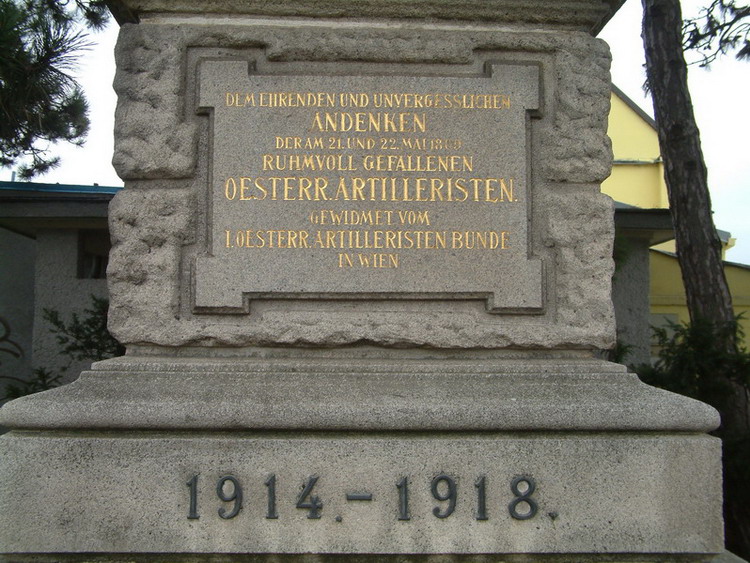 DEM EHRENDEN UND UNVERGESSLICHEN
ANDENKEN
DER AM 21. UND 22. MAI 1809
RUHMVOLL GEFALLENEN
OESTERR. ARTILLERISTEN.
GEWIDMET VOM
I. OESTERR. ARTILLERISTEN BUNDE
IN WIEN
1914.-1918.